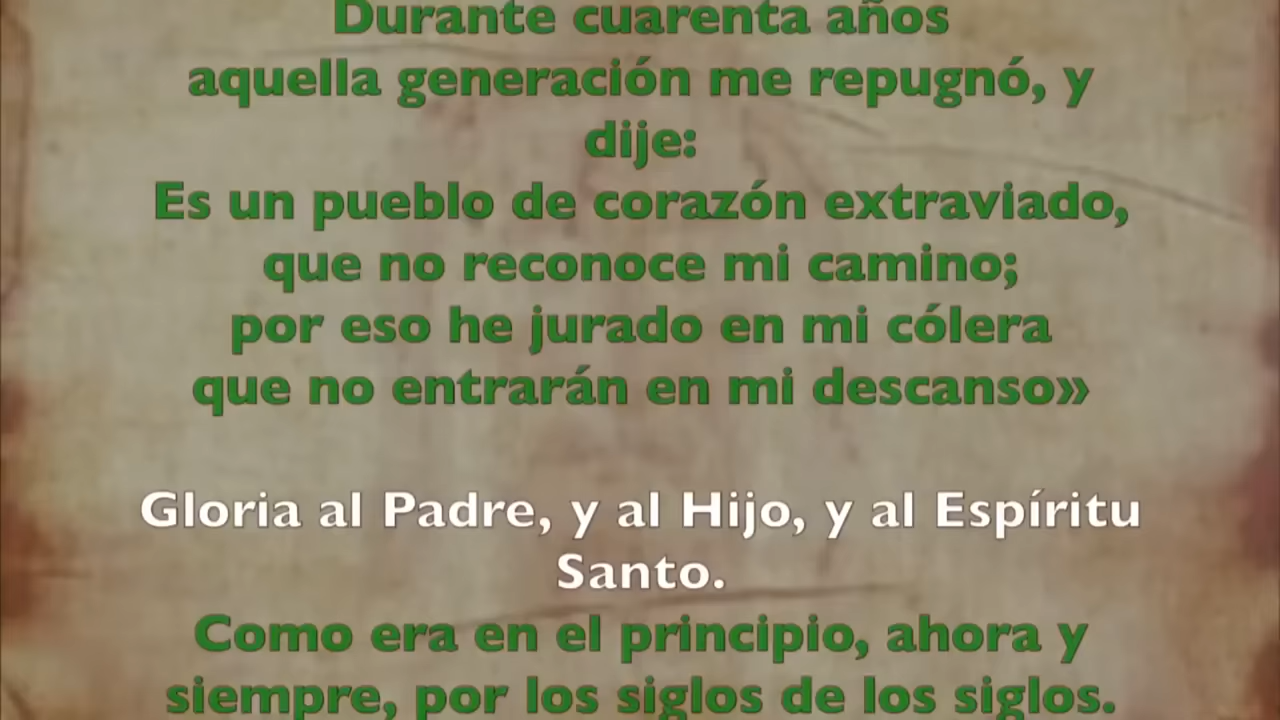 Durante cuarenta años
aquella generación me repugnó, y
dije:
Es un pueblo de corazón extraviado,
que no reconoce mi camino;
por eso he jurado en mi cólera
que no entrarán en mi descanso»
Gloria al Padre, y al Hijo, y al Espíritu
Santo.
Como era en el principio, ahora y
siempre, por los siglos de los siglos.